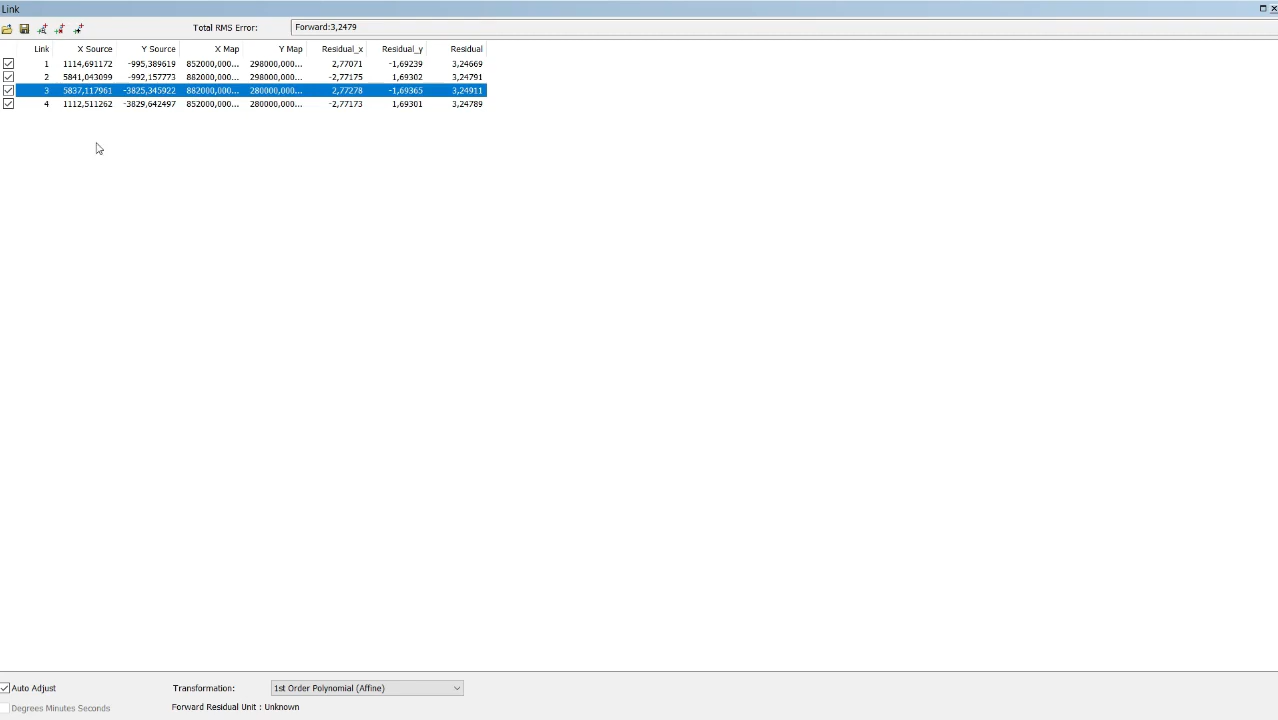 Link
Total RMS Error: Forward:3,2479
Link X Source Y Source X Map Y Map Residual_x Residual_y Residual
1 1114,691172 -995,389619 852000,000... 298000,000... 2,77071 -1,69239 3,24669
2 5841,043099 -992,157773 882000,000... 298000,000... -2,77175 1,69302 3,24791
3 5837,117961 -3825,345922 882000,000... 280000,000... 2,77278 -1,69365 3,24911
4 1112,511262 -3829,642497 852000,000... 280000,000... -2,77173 1,69301 3,24789
Auto Adjust Transformation: 1st Order Polynomial (Affine)
Degrees Minutes Seconds Forward Residual Unit : Unknown